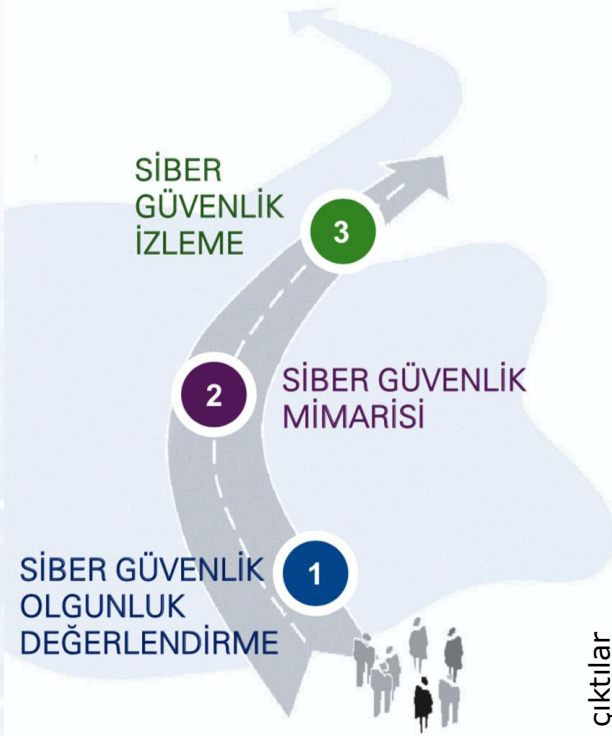 SİBER
GÜVENLİK
İZLEME
3
2
SİBER GÜVENLİK
MİMARİSİ
SİBER GÜVENLİK
OLGUNLUK
DEĞERLENDİRME
1
çıktılar